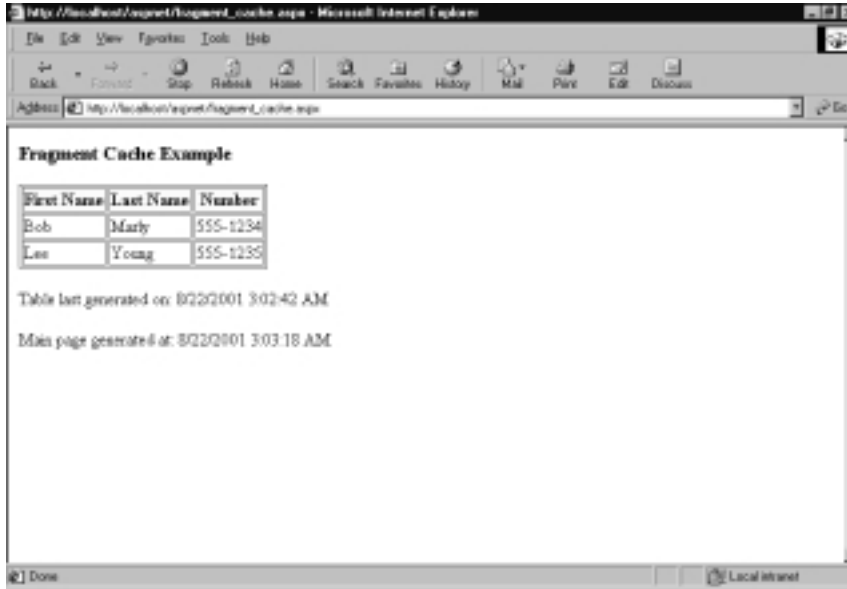 http://localhost/aspnet/fragment_cache.aspx - Microsoft Internet Explorer
File Edit View Favorites Tools Help
Back Forward Stop Refresh Home Search Favorites History Mail Print Edit Discuss
Address http://localhost/aspnet/fragment_cache.aspx Go
Fragment Cache Example
First Name Last Name Number
Bob Marly 555-1234
Lee Young 555-1235
Table last generated on: 8/22/2001 3:02:42 AM
Main page generated at: 8/22/2001 3:03:18 AM
Done Local intranet